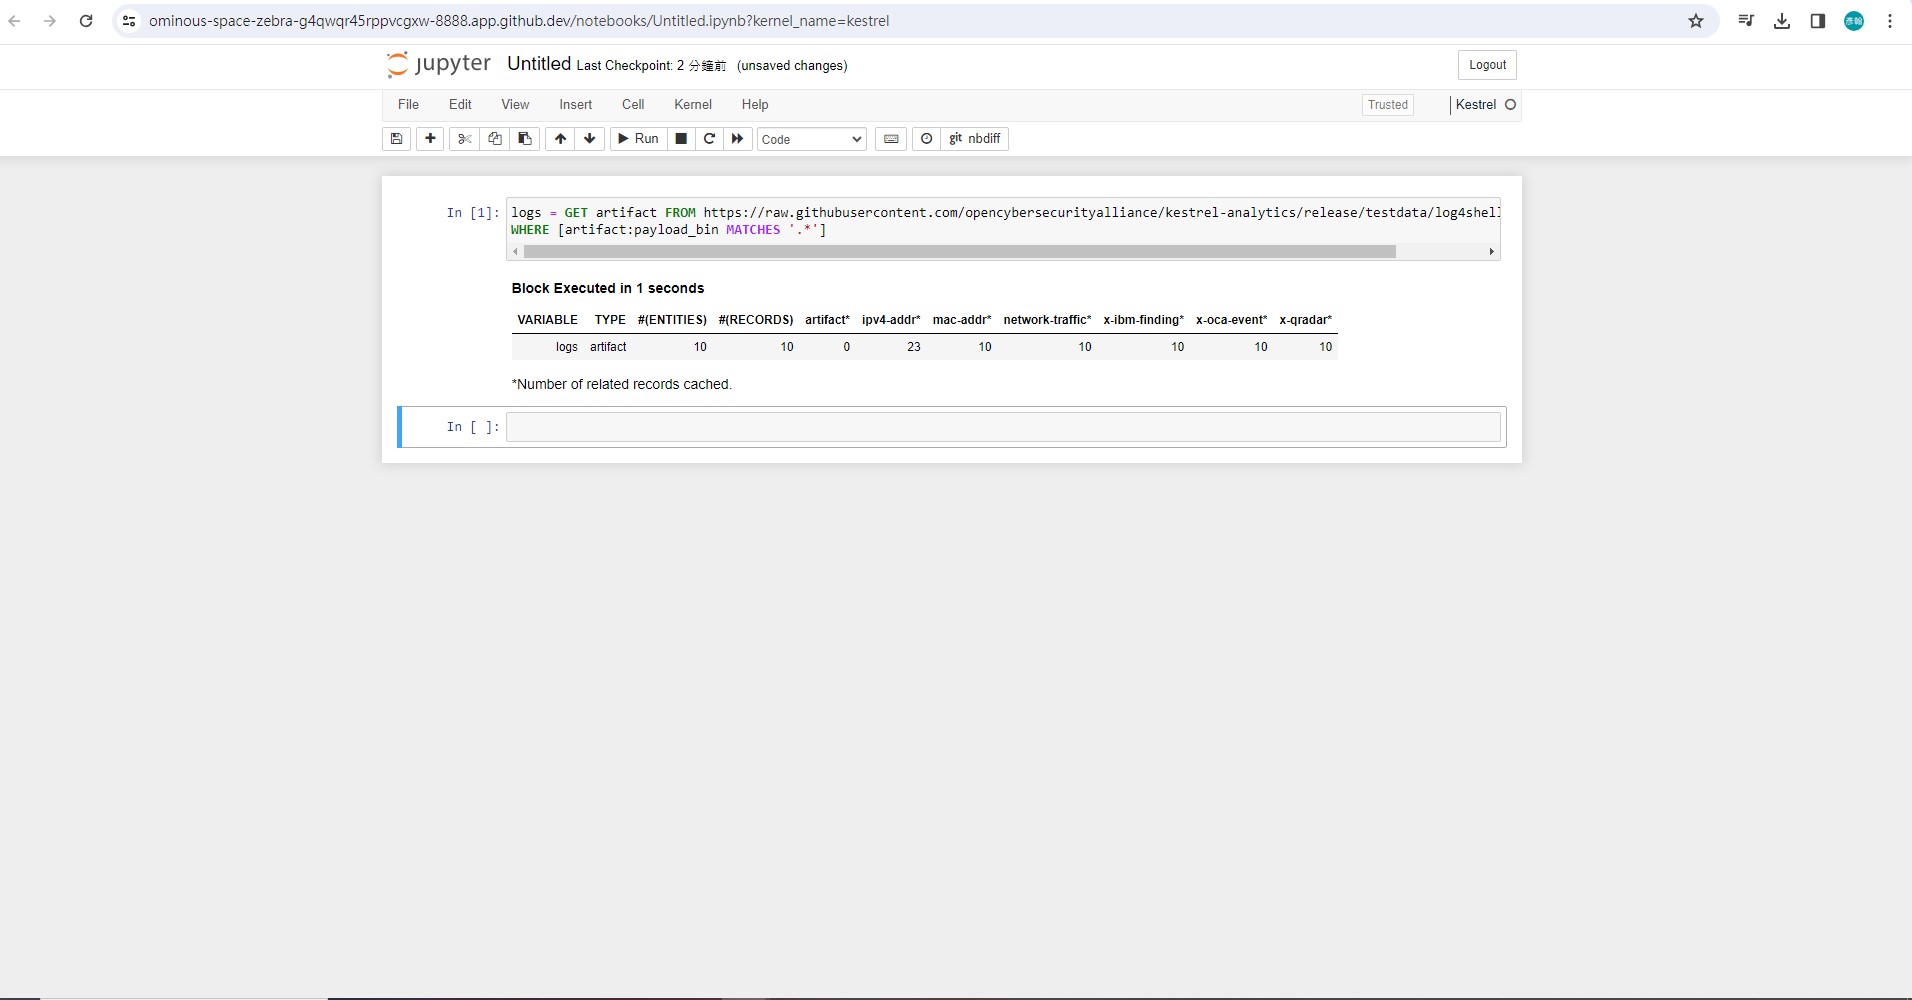 ominous-space-zebra-g4qwqr45rppvcgxw-8888.app.github.dev/notebooks/Untitled.ipynb?kernel_name=kestrel
彥翰
jupyter Untitled Last Checkpoint: 2 分鐘前 (unsaved changes)
Logout
File Edit View Insert Cell Kernel Help Trusted Kestrel
Run Code git nbdiff
In [1]: logs = GET artifact FROM https://raw.githubusercontent.com/opencybersecurityalliance/kestrel-analytics/release/testdata/log4shell
WHERE [artifact:payload_bin MATCHES '.*']
Block Executed in 1 seconds
VARIABLE TYPE #(ENTITIES) #(RECORDS) artifact* ipv4-addr* mac-addr* network-traffic* x-ibm-finding* x-oca-event* x-qradar*
logs artifact 10 10 0 23 10 10 10 10 10
*Number of related records cached.
In [ ]: